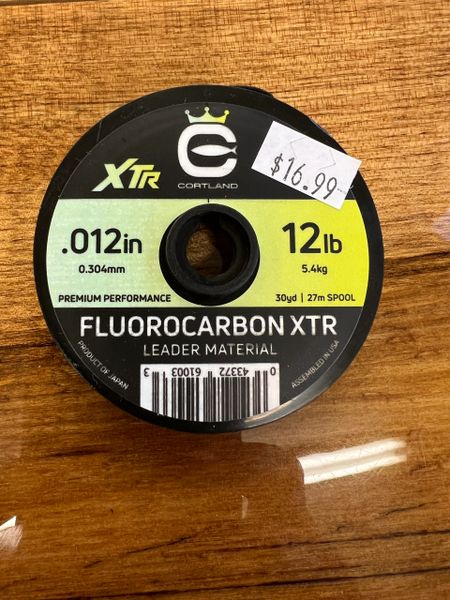 XTR
CORTLAND
$16.99
.012in
0.304mm
12lb
5.4kg
PREMIUM PERFORMANCE
30yd | 27m SPOOL
FLUOROCARBON XTR
LEADER MATERIAL
PRODUCT OF JAPAN
ASSEMBLED IN USA
0 43372 61003 3